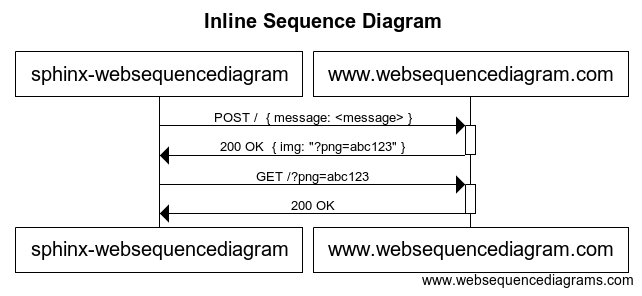 Inline Sequence Diagram
sphinx-websequencediagram
www.websequencediagram.com
POST /  { message: <message> }
200 OK  { img: "?png=abc123" }
GET /?png=abc123
200 OK
sphinx-websequencediagram
www.websequencediagram.com
www.websequencediagrams.com